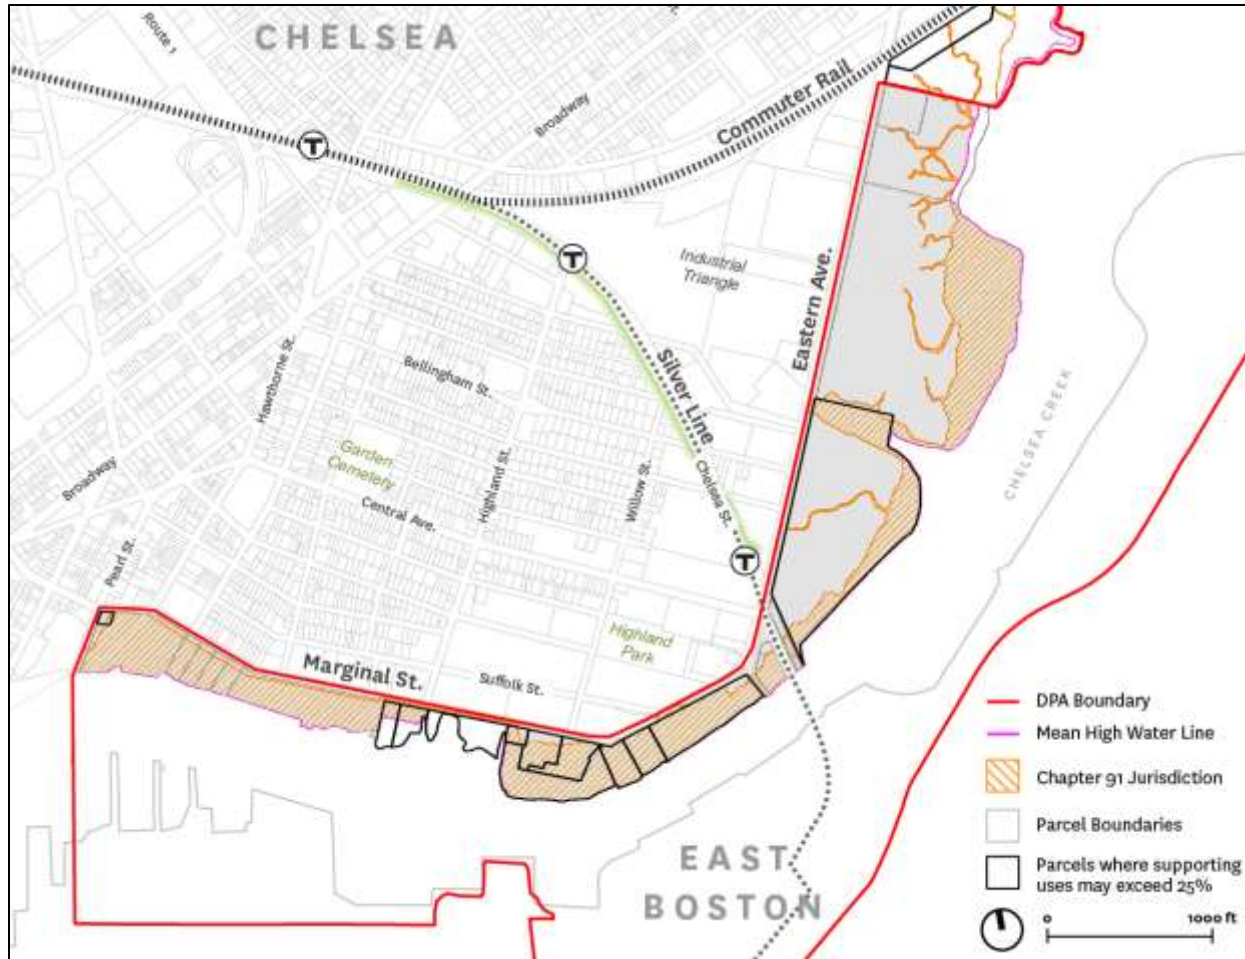 Route 1
CHELSEA
Commuter Rail
Broadway
T
T
Industrial
Triangle
Eastern Ave.
Silver Line
Hawthorne St.
Bellingham St.
CHELSEA CREEK
Garden
Cemetery
Highland St.
Willow St.
Chelsea St.
Broadway
Central Ave.
T
Pearl St.
Highland
Park
Marginal St.
Suffolk St.
DPA Boundary
Mean High Water Line
Chapter 91 Jurisdiction
Parcel Boundaries
Parcels where supporting
uses may exceed 25%
EAST
BOSTON
0
1000 ft